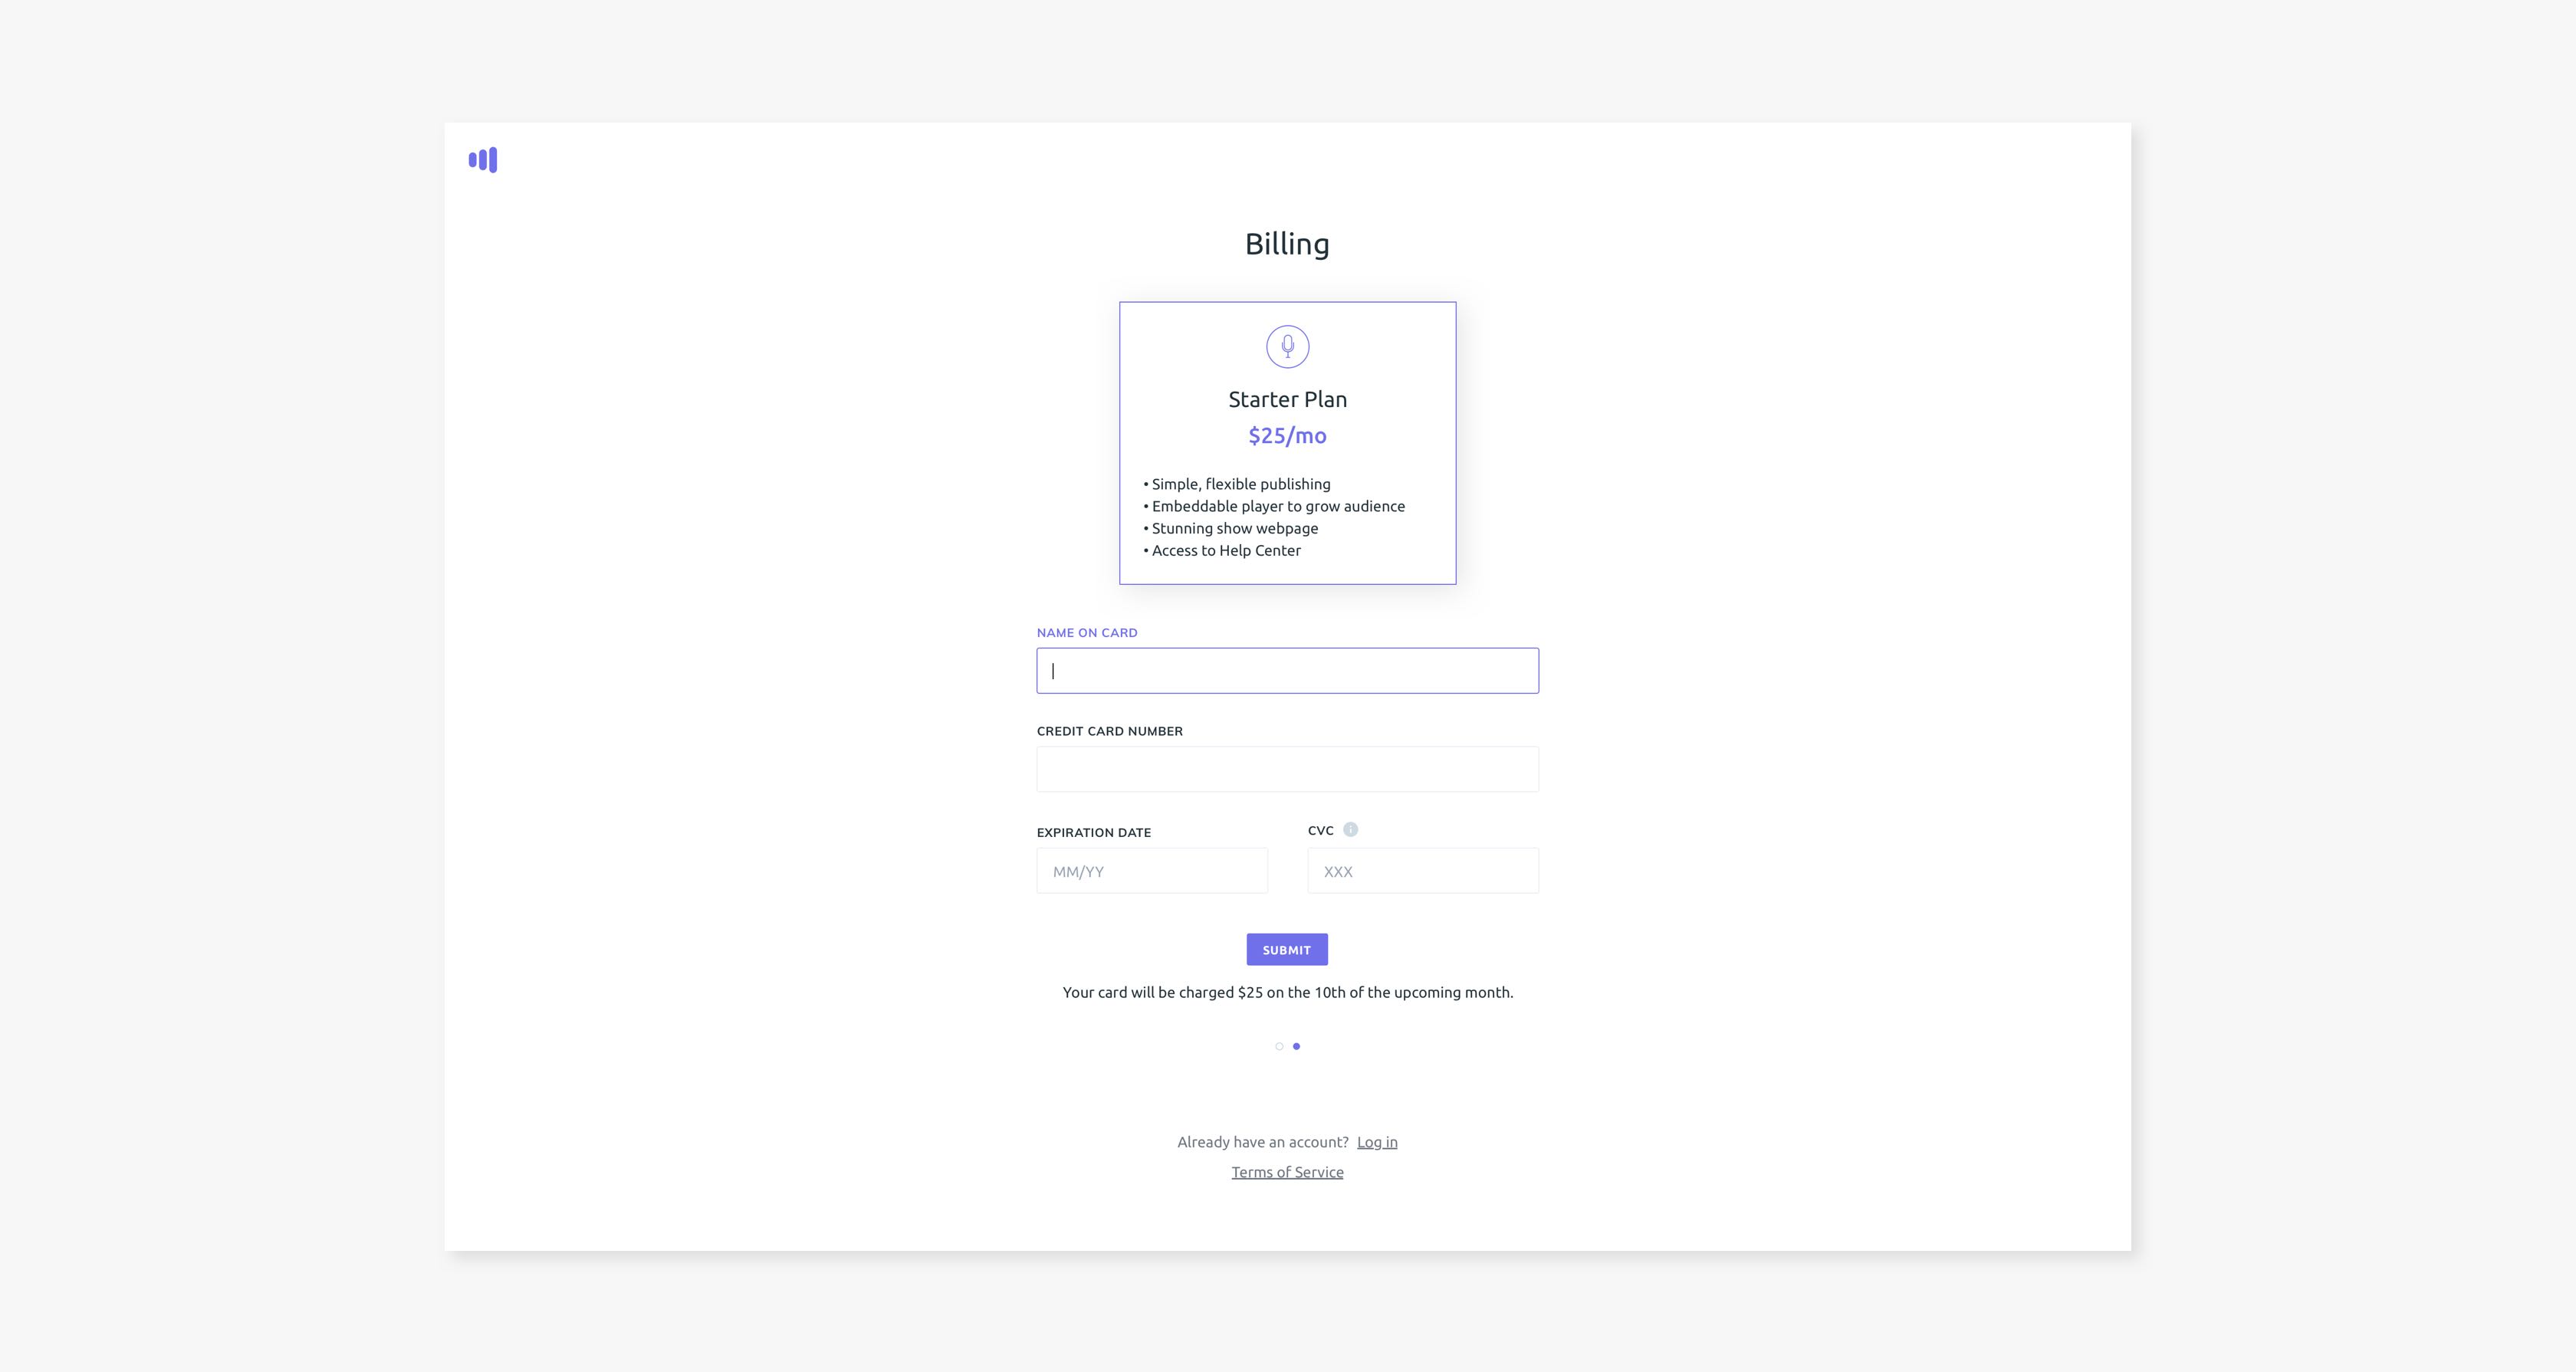 Billing
Starter Plan
$25/mo
• Simple, flexible publishing
• Embeddable player to grow audience
• Stunning show webpage
• Access to Help Center
NAME ON CARD
CREDIT CARD NUMBER
EXPIRATION DATE
CVC i
MM/YY
XXX
SUBMIT
Your card will be charged $25 on the 10th of the upcoming month.
Already have an account? Log in
Terms of Service